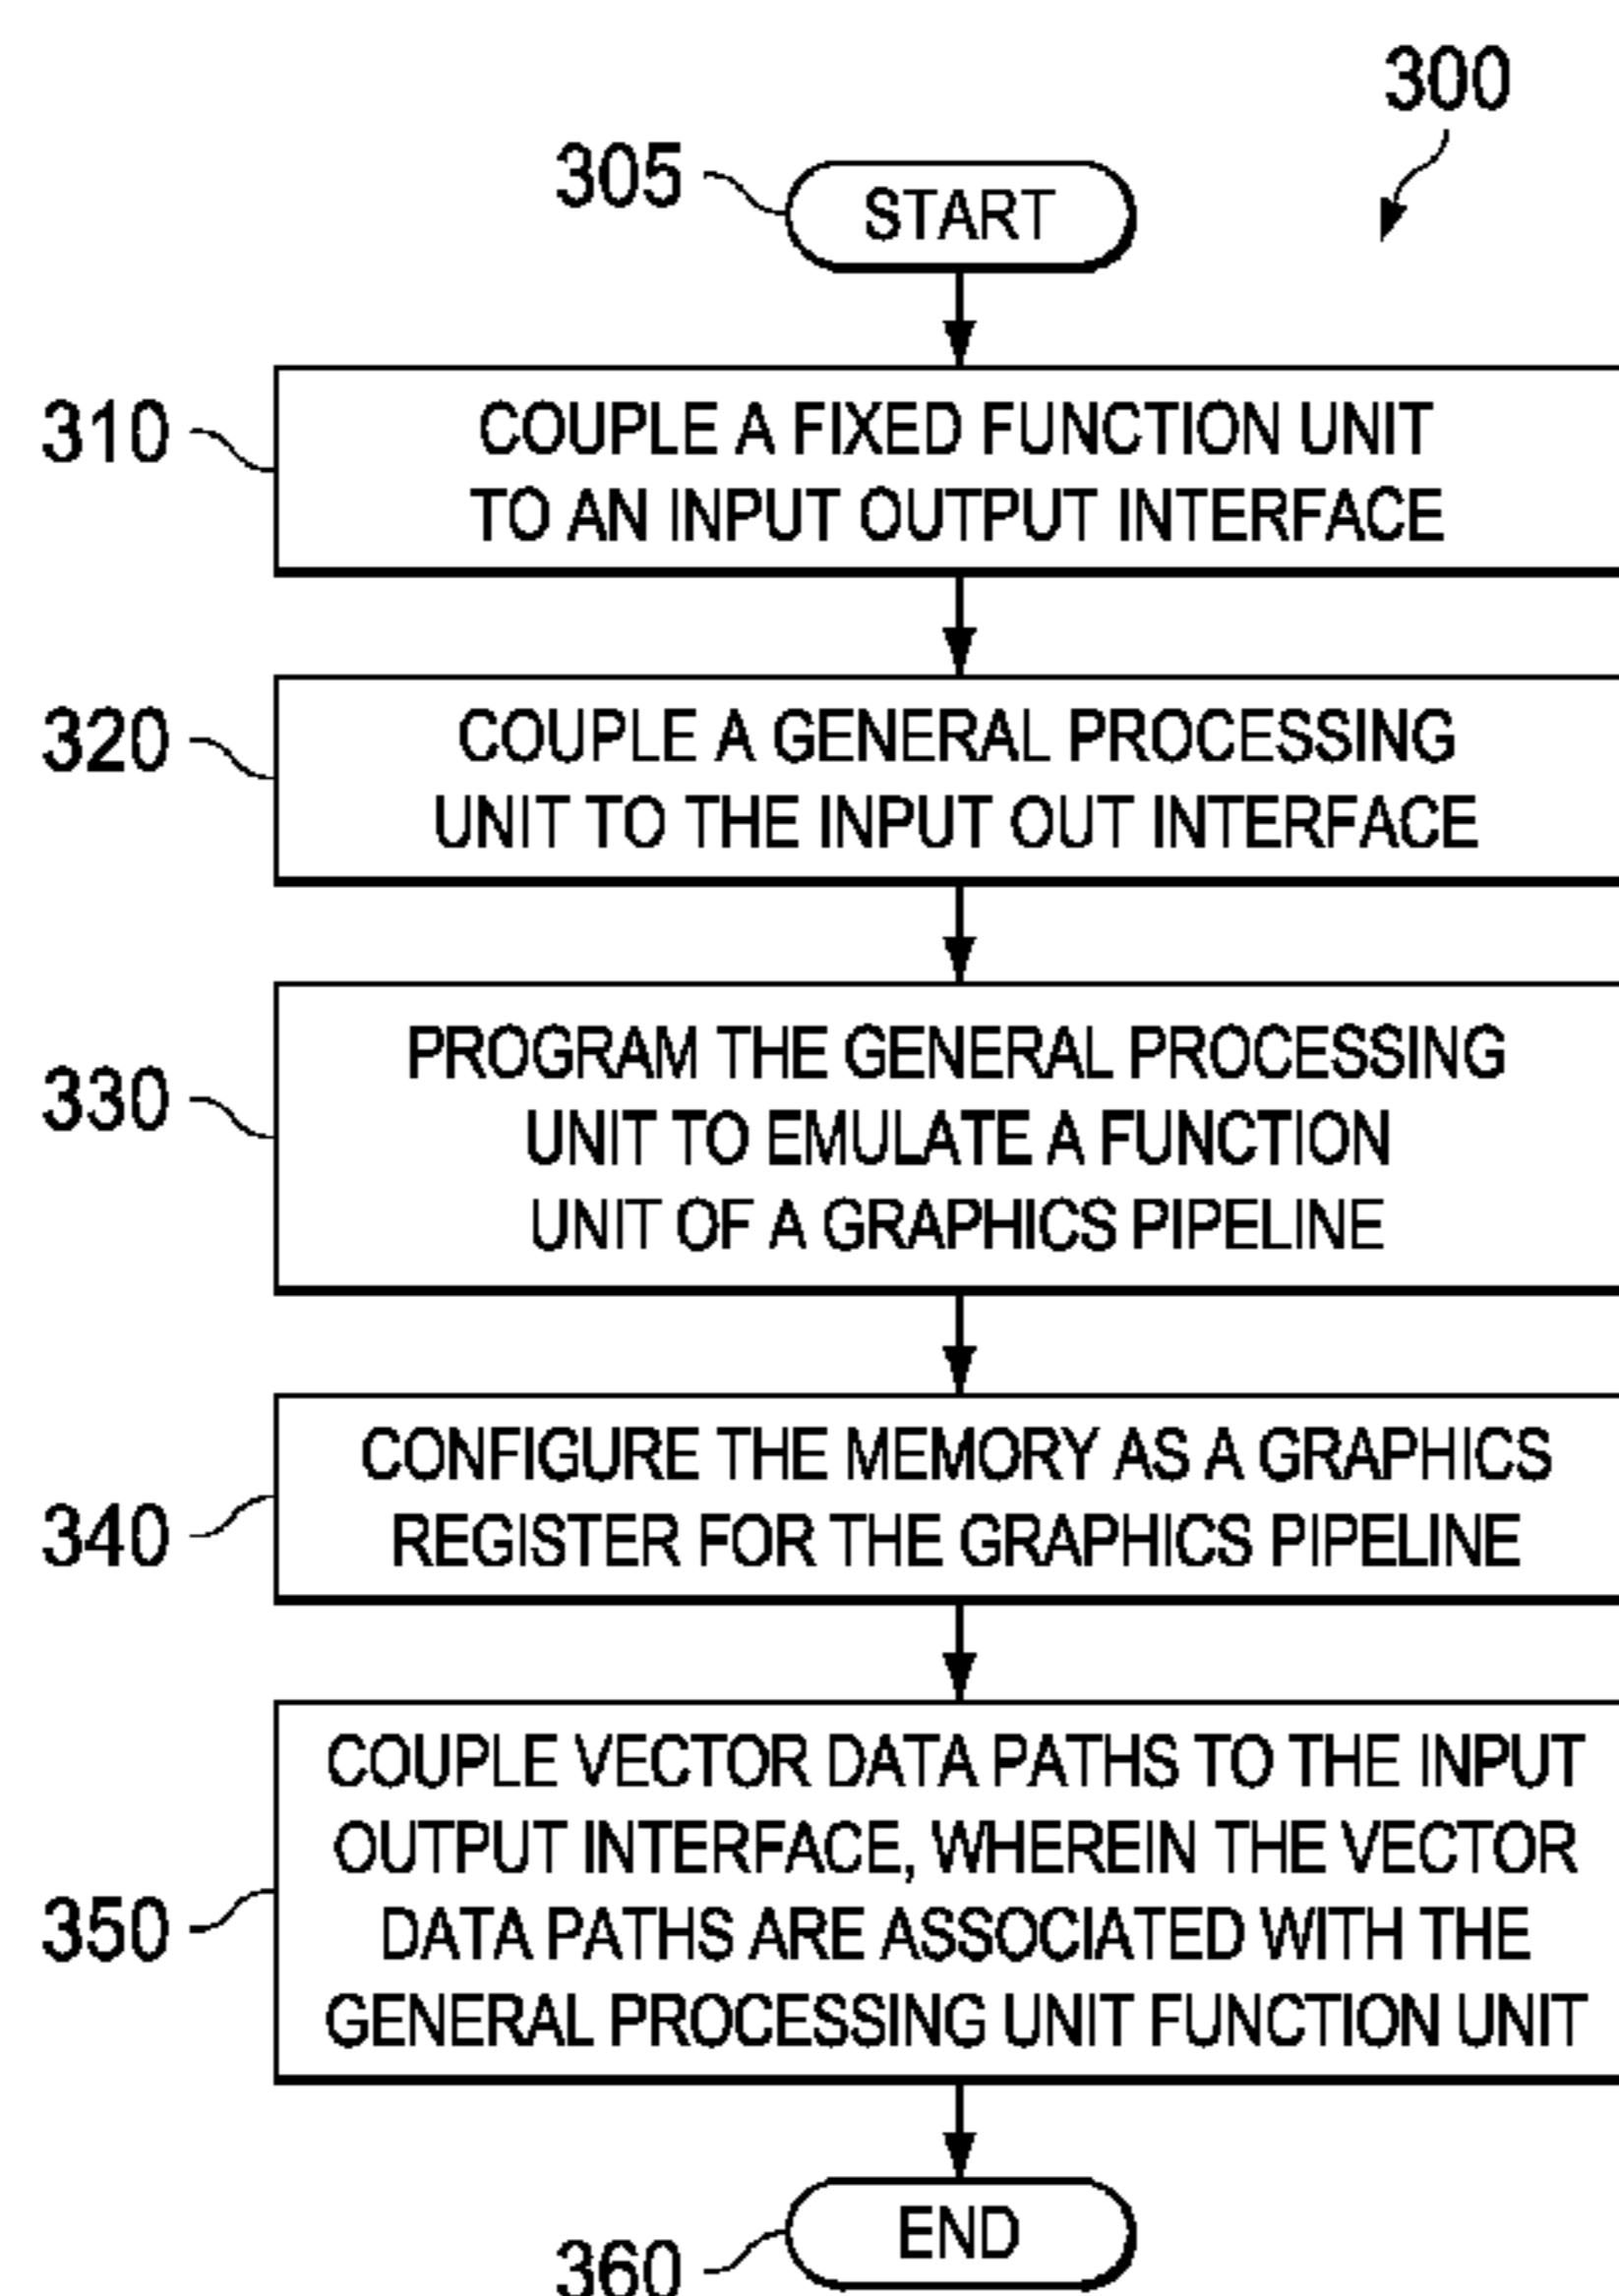 300
305
START
310
COUPLE A FIXED FUNCTION UNIT
TO AN INPUT OUTPUT INTERFACE
320
COUPLE A GENERAL PROCESSING
UNIT TO THE INPUT OUT INTERFACE
330
PROGRAM THE GENERAL PROCESSING
UNIT TO EMULATE A FUNCTION
UNIT OF A GRAPHICS PIPELINE
340
CONFIGURE THE MEMORY AS A GRAPHICS
REGISTER FOR THE GRAPHICS PIPELINE
350
COUPLE VECTOR DATA PATHS TO THE INPUT
OUTPUT INTERFACE, WHEREIN THE VECTOR
DATA PATHS ARE ASSOCIATED WITH THE
GENERAL PROCESSING UNIT FUNCTION UNIT
360
END